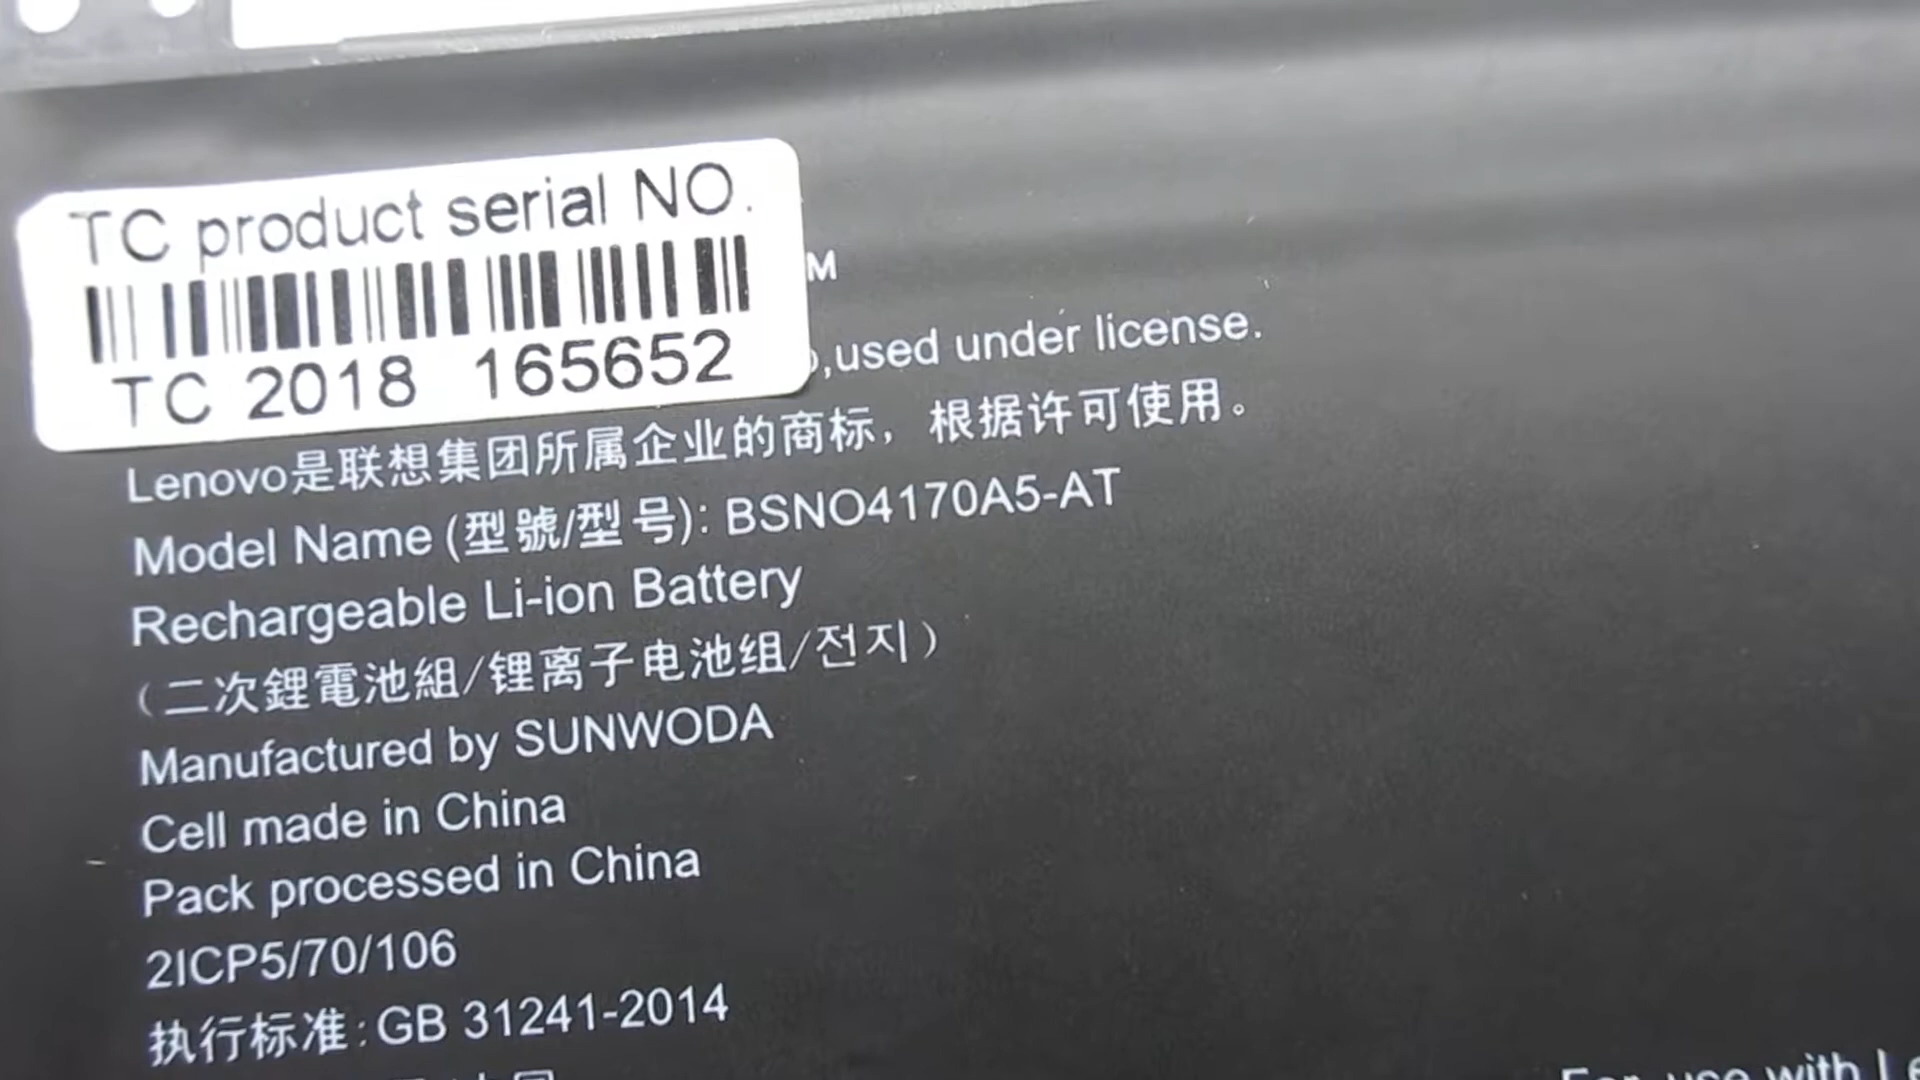 TC product serial NO.
TC 2018 165652
M
,used under license.
Lenovo是联想集团所属企业的商标，根据许可使用。
Model Name (型號/型号): BSNO4170A5-AT
Rechargeable Li-ion Battery
(二次鋰電池組/锂离子电池组/전지)
Manufactured by SUNWODA
Cell made in China
Pack processed in China
2ICP5/70/106
执行标准:GB 31241-2014
For use with Le